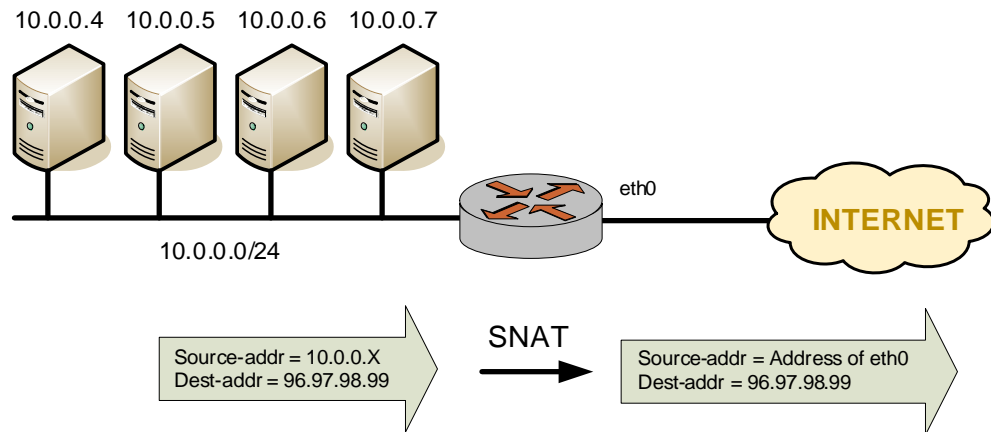 10.0.0.4
10.0.0.5
10.0.0.6
10.0.0.7
eth0
INTERNET
10.0.0.0/24
SNAT
Source-addr = 10.0.0.X
Dest-addr = 96.97.98.99
Source-addr = Address of eth0
Dest-addr = 96.97.98.99